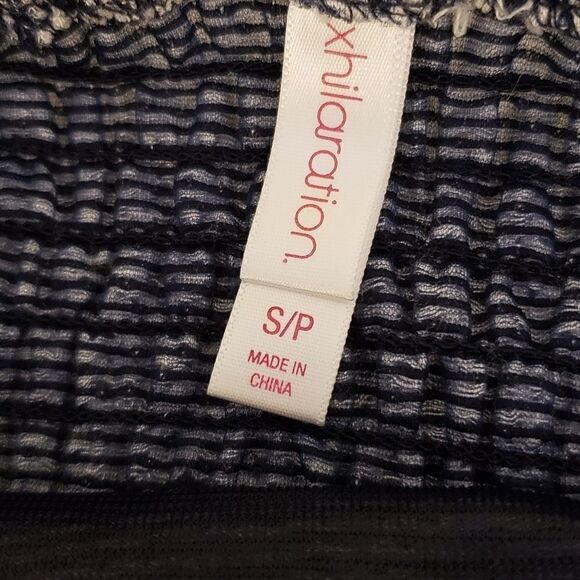 xhilaration.
S/P
MADE IN
CHINA